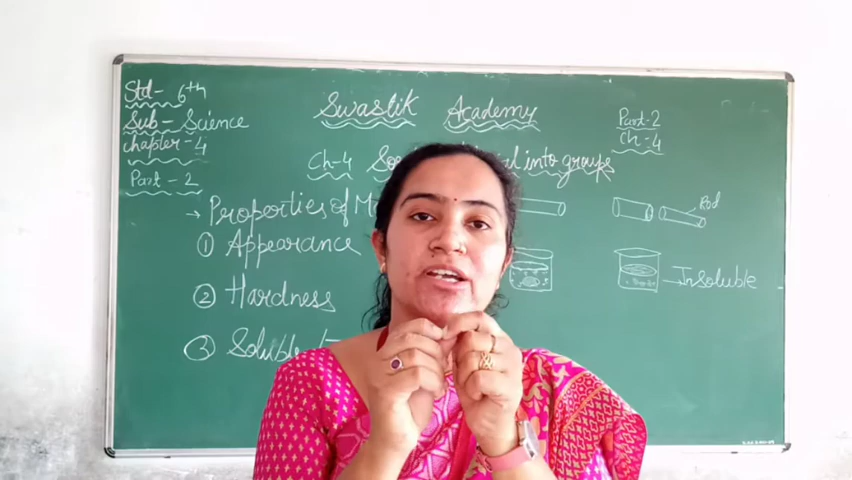 Std- 6th
Sub- Science
chapter-4
Part-2
Swastik Academy
Part-2
Ch-4
Ch-4 into groups
→ Properties of
① Appearance
② Hardness
③ Soluble
Rod
Insoluble